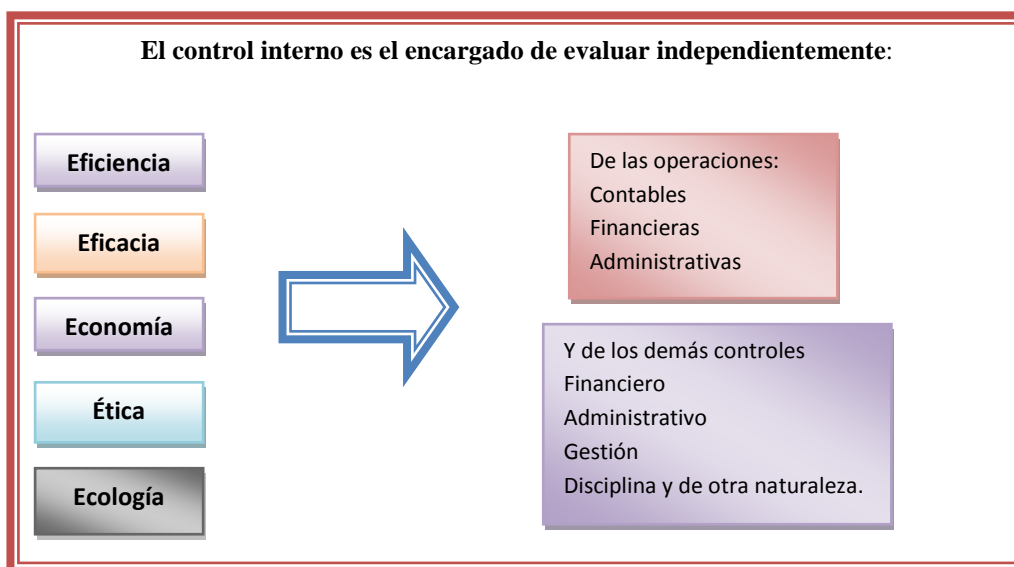 El control interno es el encargado de evaluar independientemente:
Eficiencia
Eficacia
Economía
Ética
Ecología
De las operaciones:
Contables
Financieras
Administrativas
Y de los demás controles
Financiero
Administrativo
Gestión
Disciplina y de otra naturaleza.